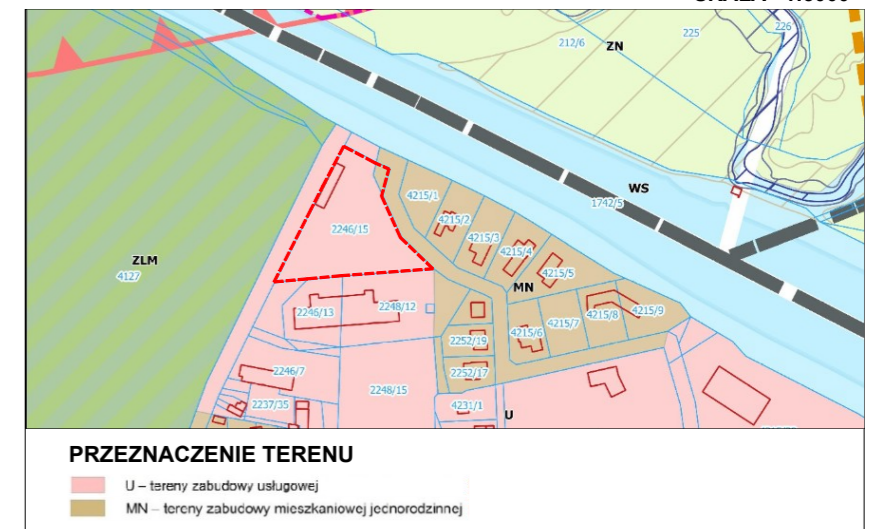 212/6
ZN
225
226
WS
1742/5
4215/1
4215/2
4215/3
4215/4
4215/5
2246/15
ZLM
4127
MN
2246/13
2248/12
4215/6
4215/7
4215/8
4215/9
2252/19
2252/17
2246/7
2237/35
2248/15
4231/1
U
PRZEZNACZENIE TERENU
U – tereny zabudowy usługowej
MN – tereny zabudowy mieszkaniowej jednorodzinnej